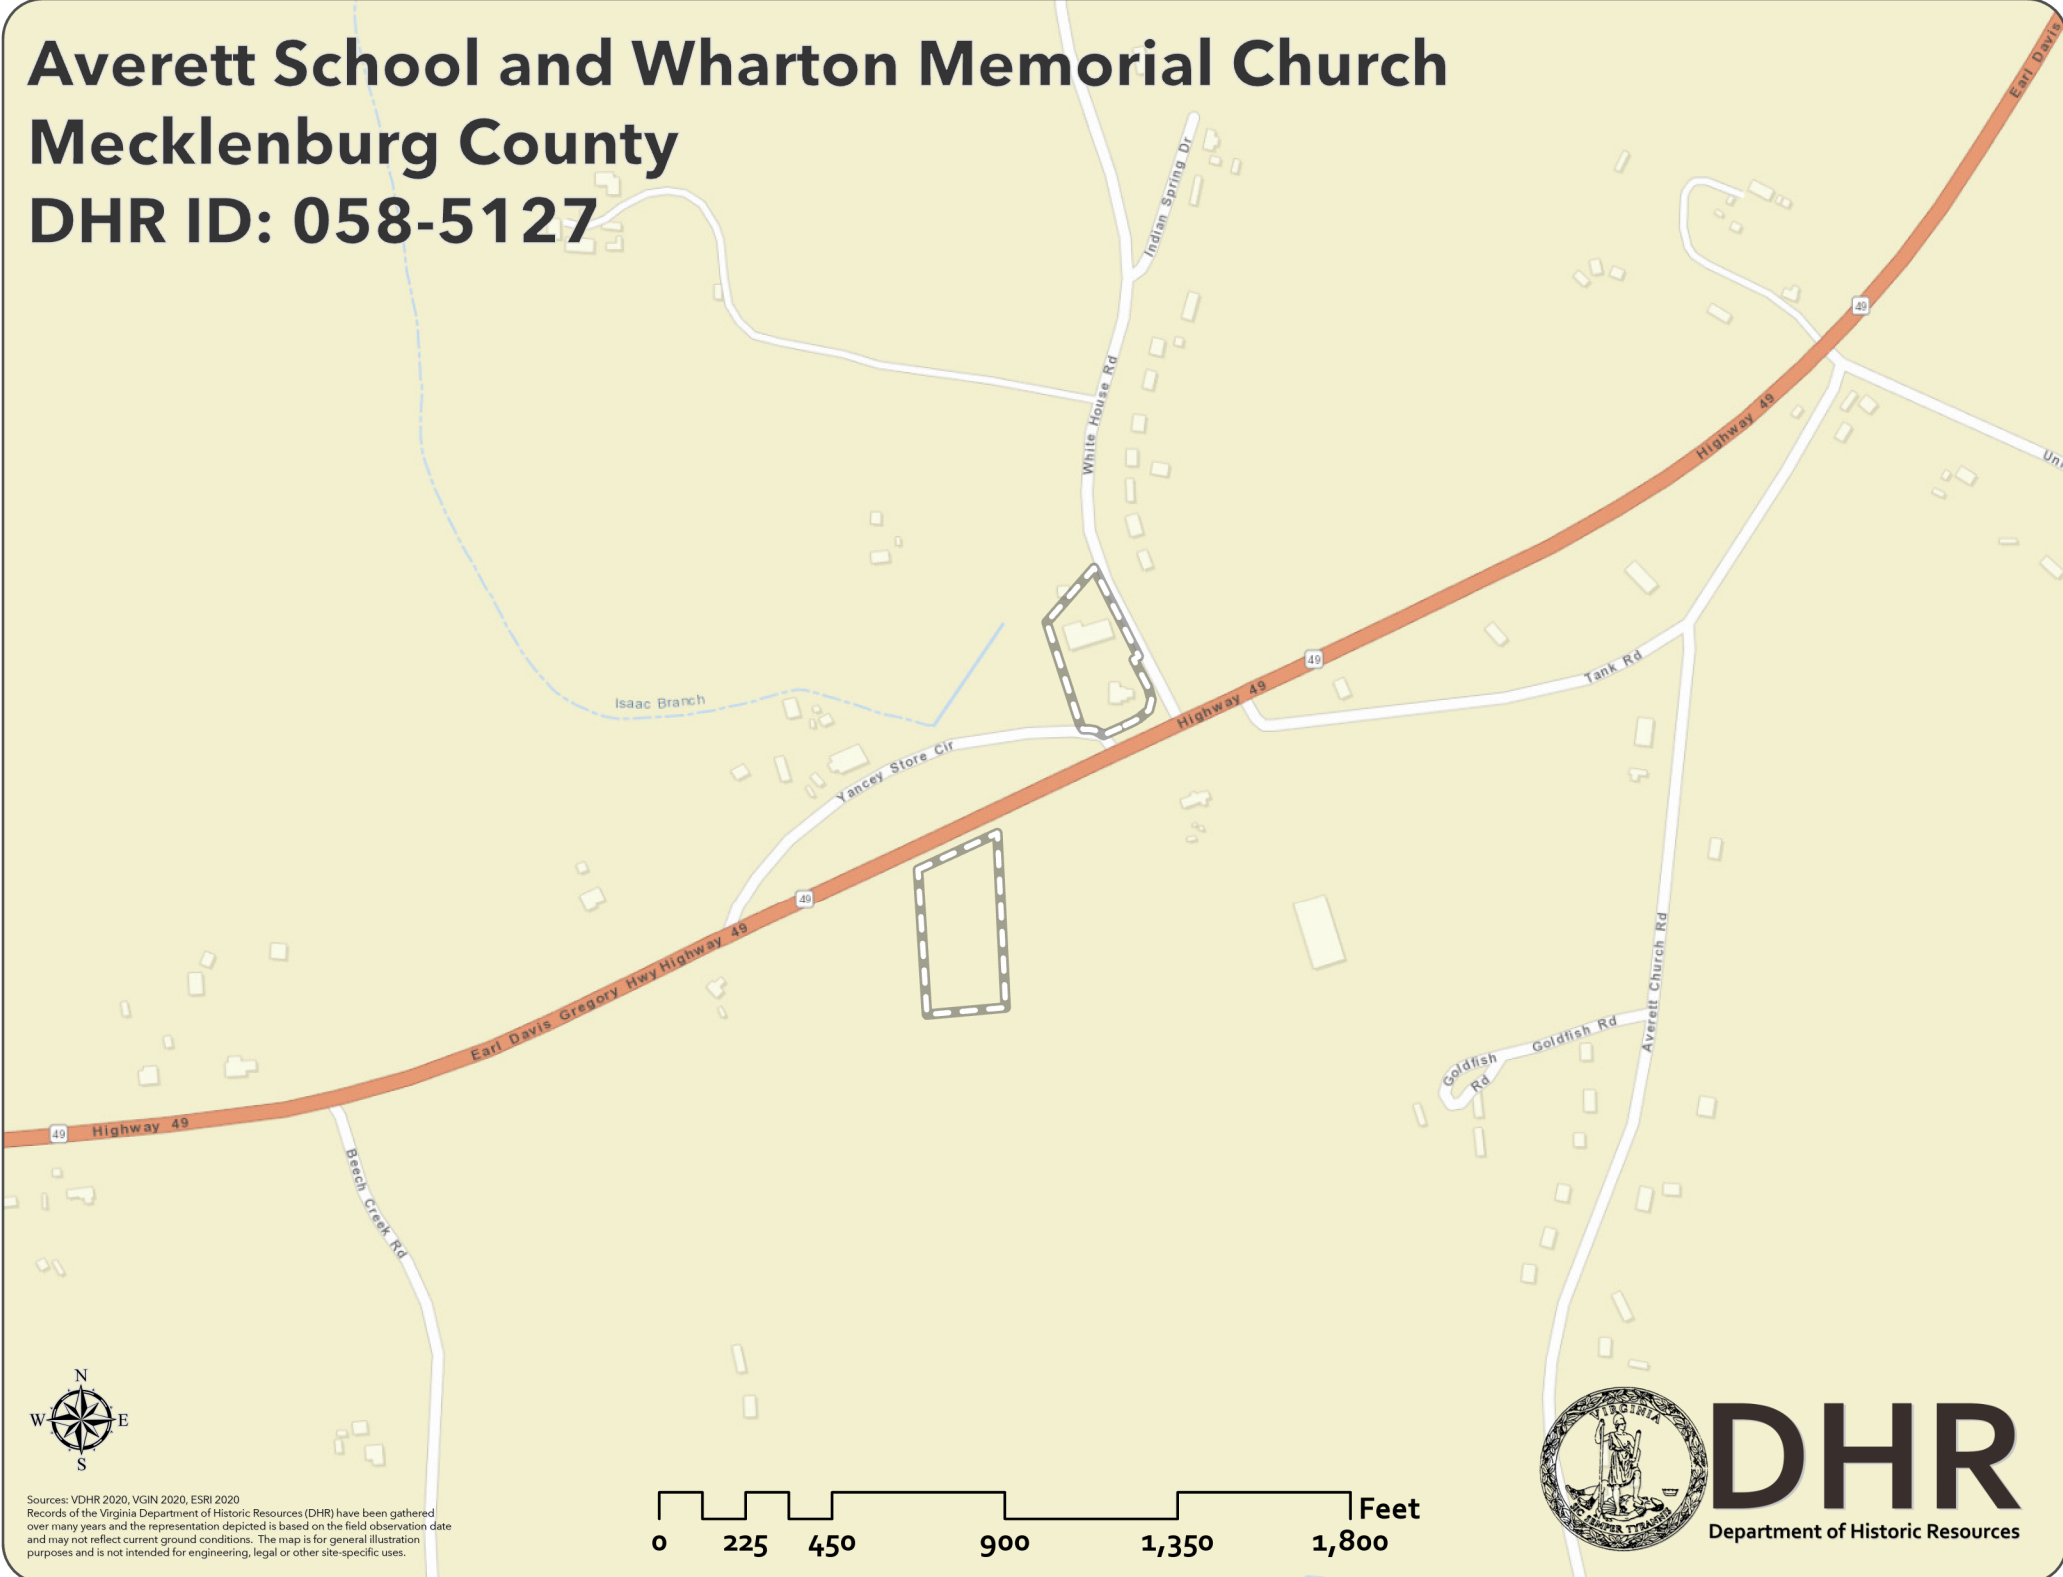 Averett School and Wharton Memorial Church
Mecklenburg County
DHR ID: 058-5127
Earl Davis
Indian Spring Dr
49
White House Rd
Highway 49
49
Highway 49
Tank Rd
Isaac Branch
Yancey Store Cir
49
Highway 49
Earl Davis Gregory Hwy
Averett Church Rd
Goldfish Rd
Goldfish
Rd
49
Highway 49
Beech Creek Rd
N
W E
S
Sources: VDHR 2020, VGIN 2020, ESRI 2020
Records of the Virginia Department of Historic Resources (DHR) have been gathered
over many years and the representation depicted is based on the field observation date
and may not reflect current ground conditions. The map is for general illustration
purposes and is not intended for engineering, legal or other site-specific uses.
Feet
0 225 450 900 1,350 1,800
VIRGINIA
SIC SEMPER TYRANNIS
DHR
Department of Historic Resources